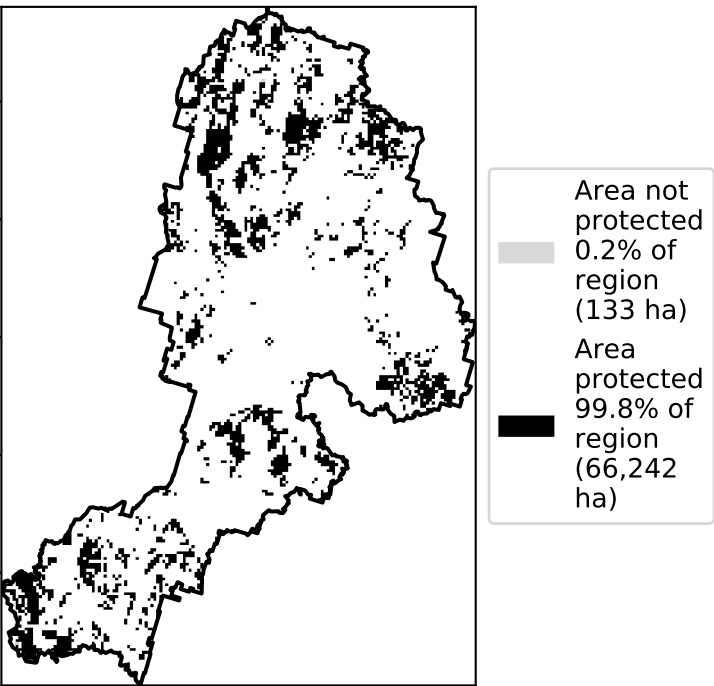 Area not
protected
0.2% of
region
(133 ha)
Area
protected
99.8% of
region
(66,242
ha)